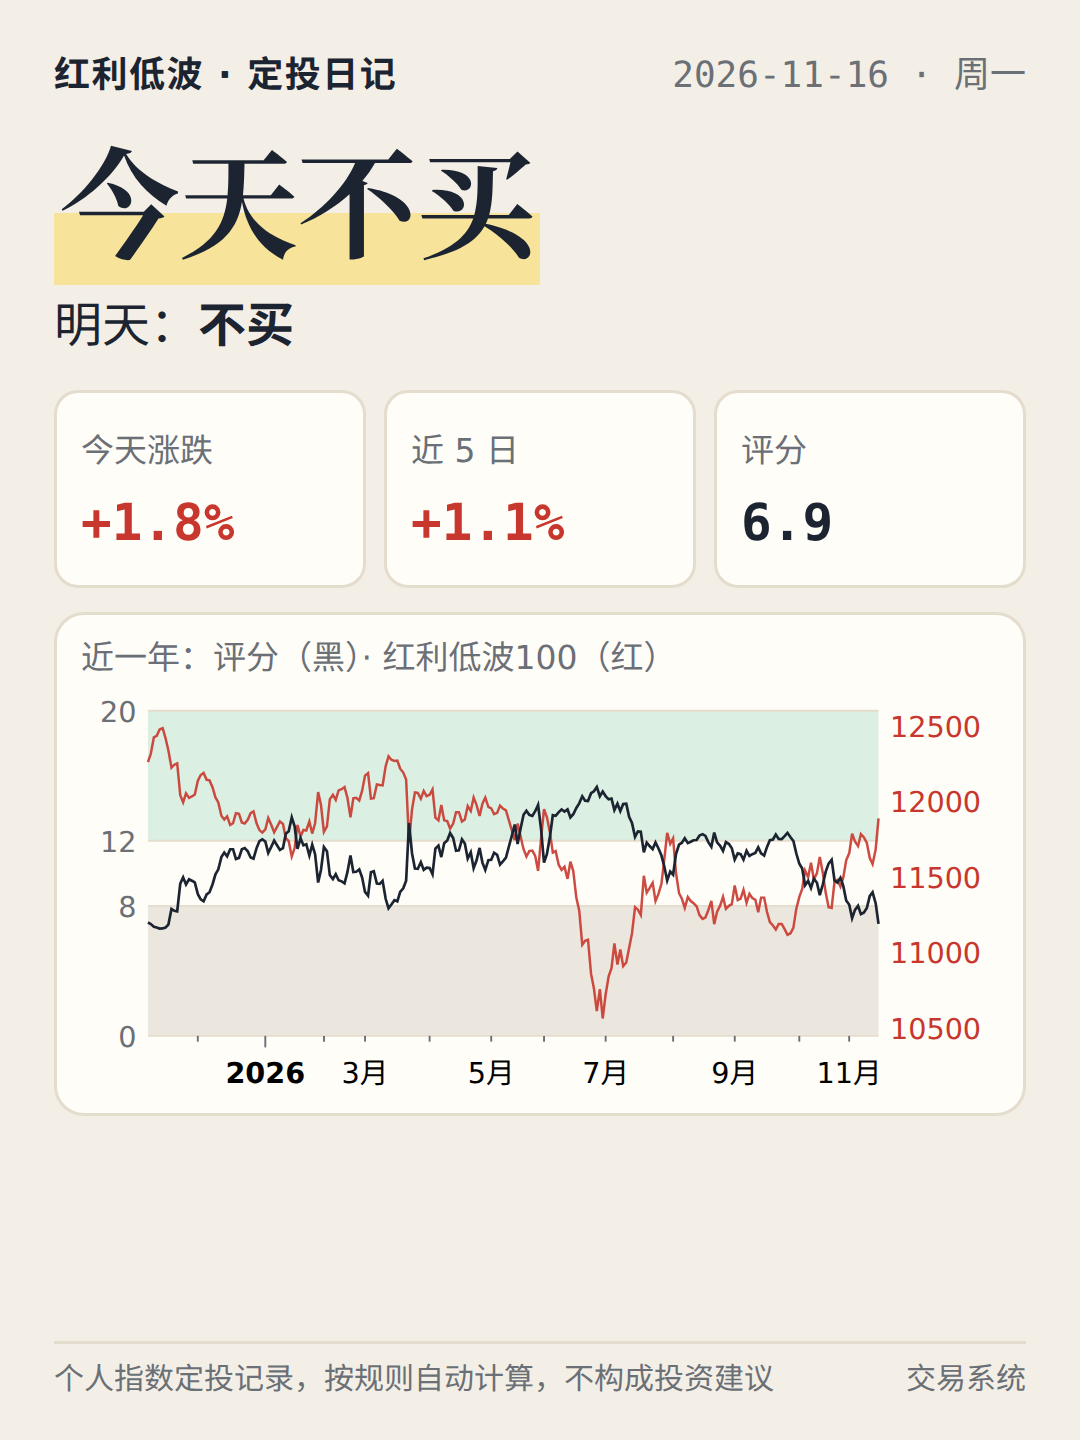 红利低波 · 定投日记
2026-11-16 · 周一
今天不买
明天：不买
今天涨跌
+1.8%
近 5 日
+1.1%
评分
6.9
近一年：评分（黑）· 红利低波100（红）
20
12
8
0
12500
12000
11500
11000
10500
2026 3月 5月 7月 9月 11月
个人指数定投记录，按规则自动计算，不构成投资建议
交易系统